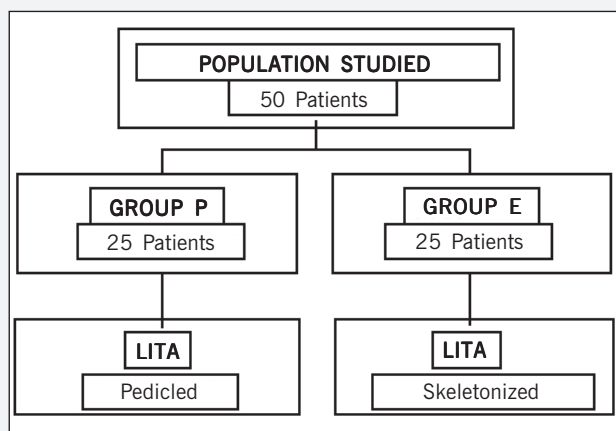 POPULATION STUDIED
50 Patients
GROUP P
25 Patients
GROUP E
25 Patients
LITA
Pedicled
LITA
Skeletonized